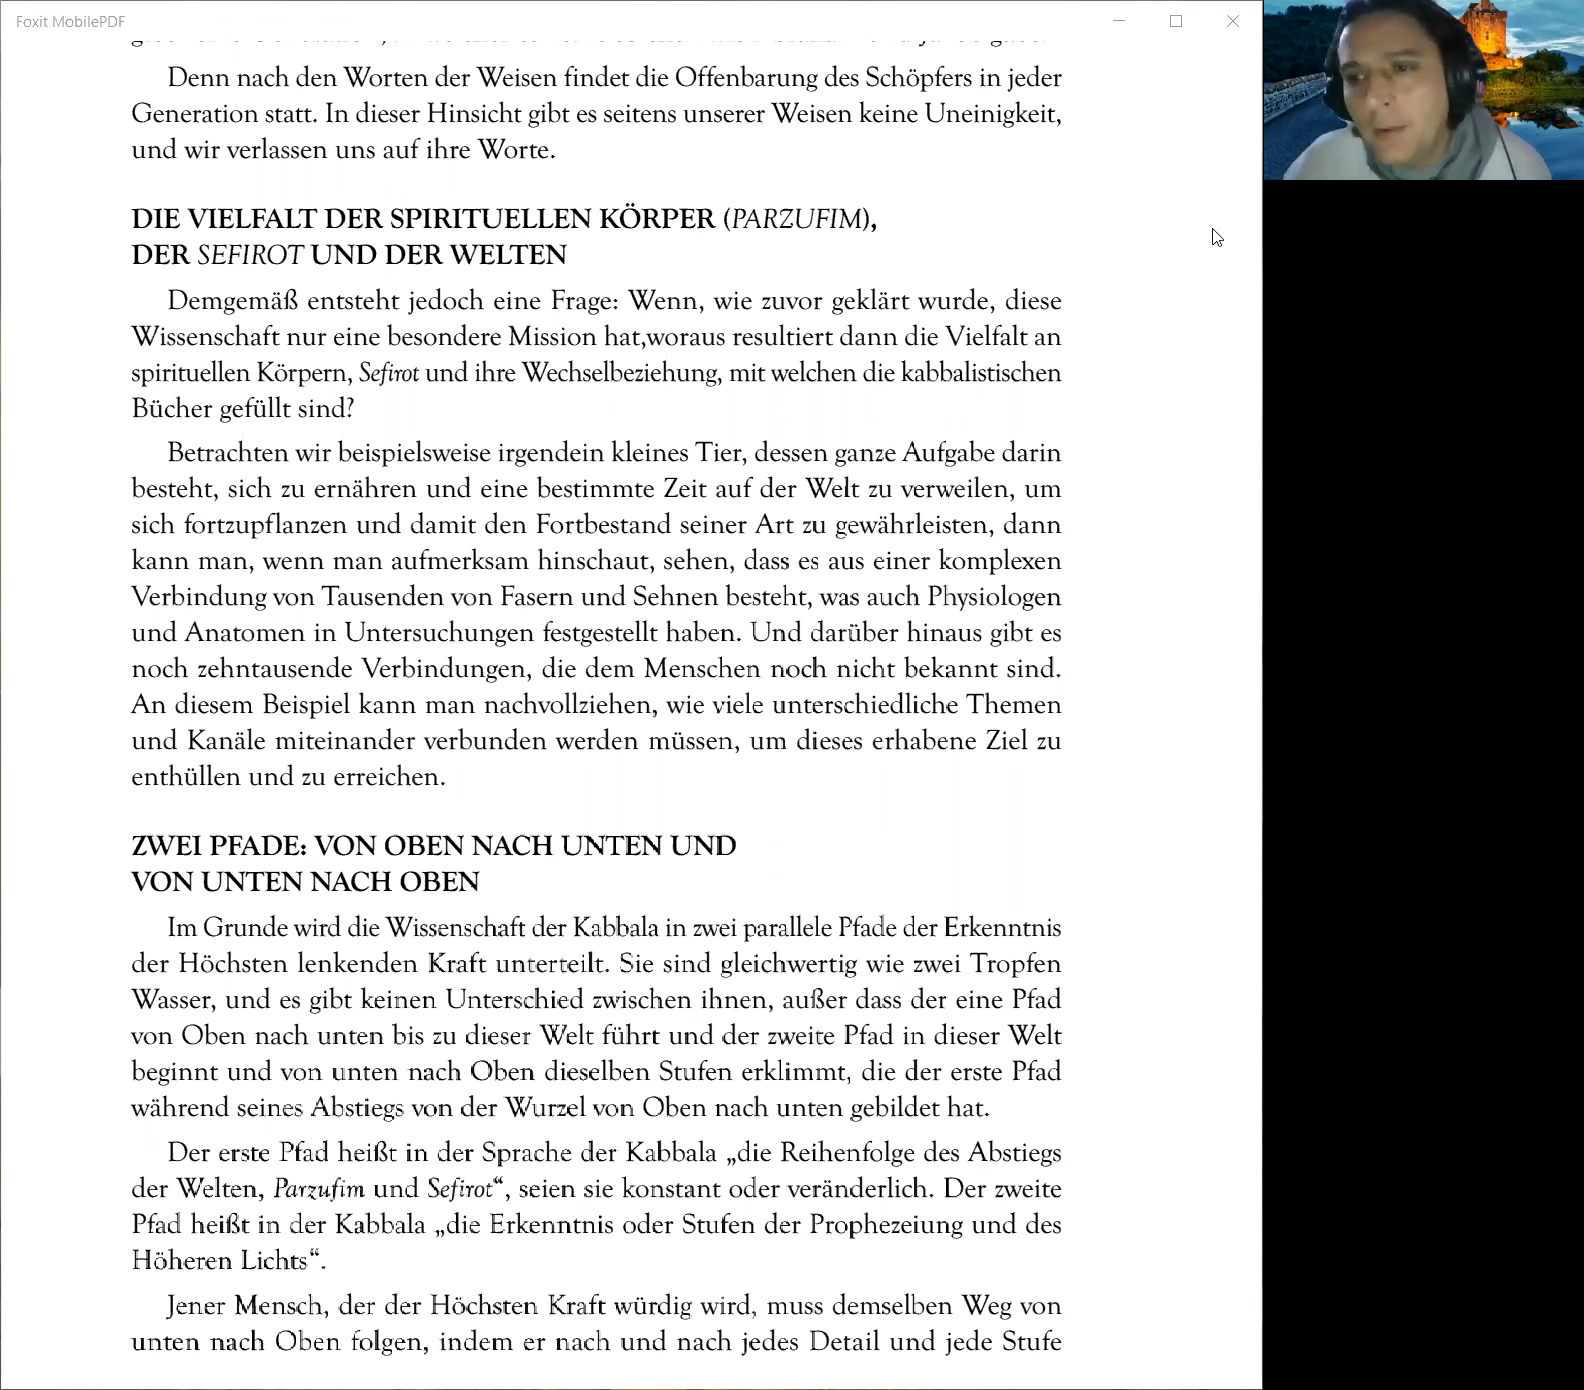 Foxit MobilePDF
Denn nach den Worten der Weisen findet die Offenbarung des Schöpfers in jeder
Generation statt. In dieser Hinsicht gibt es seitens unserer Weisen keine Uneinigkeit,
und wir verlassen uns auf ihre Worte.
DIE VIELFALT DER SPIRITUELLEN KÖRPER (PARZUFIM),
DER SEFIROT UND DER WELTEN
Demgemäß entsteht jedoch eine Frage: Wenn, wie zuvor geklärt wurde, diese
Wissenschaft nur eine besondere Mission hat,woraus resultiert dann die Vielfalt an
spirituellen Körpern, Sefirot und ihre Wechselbeziehung, mit welchen die kabbalistischen
Bücher gefüllt sind?
Betrachten wir beispielsweise irgendein kleines Tier, dessen ganze Aufgabe darin
besteht, sich zu ernähren und eine bestimmte Zeit auf der Welt zu verweilen, um
sich fortzupflanzen und damit den Fortbestand seiner Art zu gewährleisten, dann
kann man, wenn man aufmerksam hinschaut, sehen, dass es aus einer komplexen
Verbindung von Tausenden von Fasern und Sehnen besteht, was auch Physiologen
und Anatomen in Untersuchungen festgestellt haben. Und darüber hinaus gibt es
noch zehntausende Verbindungen, die dem Menschen noch nicht bekannt sind.
An diesem Beispiel kann man nachvollziehen, wie viele unterschiedliche Themen
und Kanäle miteinander verbunden werden müssen, um dieses erhabene Ziel zu
enthüllen und zu erreichen.
ZWEI PFADE: VON OBEN NACH UNTEN UND
VON UNTEN NACH OBEN
Im Grunde wird die Wissenschaft der Kabbala in zwei parallele Pfade der Erkenntnis
der Höchsten lenkenden Kraft unterteilt. Sie sind gleichwertig wie zwei Tropfen
Wasser, und es gibt keinen Unterschied zwischen ihnen, außer dass der eine Pfad
von Oben nach unten bis zu dieser Welt führt und der zweite Pfad in dieser Welt
beginnt und von unten nach Oben dieselben Stufen erklimmt, die der erste Pfad
während seines Abstiegs von der Wurzel von Oben nach unten gebildet hat.
Der erste Pfad heißt in der Sprache der Kabbala „die Reihenfolge des Abstiegs
der Welten, Parzufim und Sefirot“, seien sie konstant oder veränderlich. Der zweite
Pfad heißt in der Kabbala „die Erkenntnis oder Stufen der Prophezeiung und des
Höheren Lichts“.
Jener Mensch, der der Höchsten Kraft würdig wird, muss demselben Weg von
unten nach Oben folgen, indem er nach und nach jedes Detail und jede Stufe